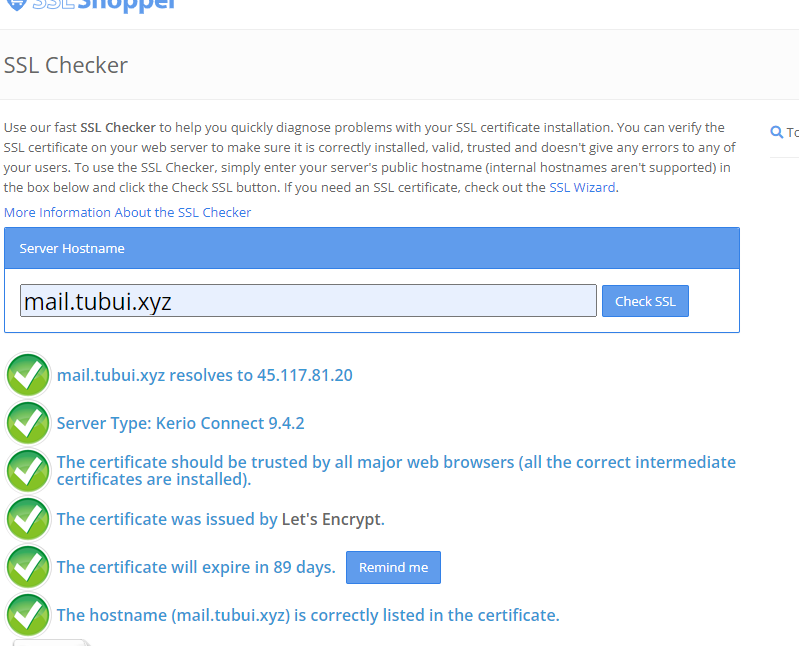 SSLShopper
SSL Checker
Use our fast SSL Checker to help you quickly diagnose problems with your SSL certificate installation. You can verify the
SSL certificate on your web server to make sure it is correctly installed, valid, trusted and doesn't give any errors to any of
your users. To use the SSL Checker, simply enter your server's public hostname (internal hostnames aren't supported) in
the box below and click the Check SSL button. If you need an SSL certificate, check out the SSL Wizard.
More Information About the SSL Checker
Server Hostname
mail.tubui.xyz Check SSL
mail.tubui.xyz resolves to 45.117.81.20
Server Type: Kerio Connect 9.4.2
The certificate should be trusted by all major web browsers (all the correct intermediate
certificates are installed).
The certificate was issued by Let's Encrypt.
The certificate will expire in 89 days. Remind me
The hostname (mail.tubui.xyz) is correctly listed in the certificate.